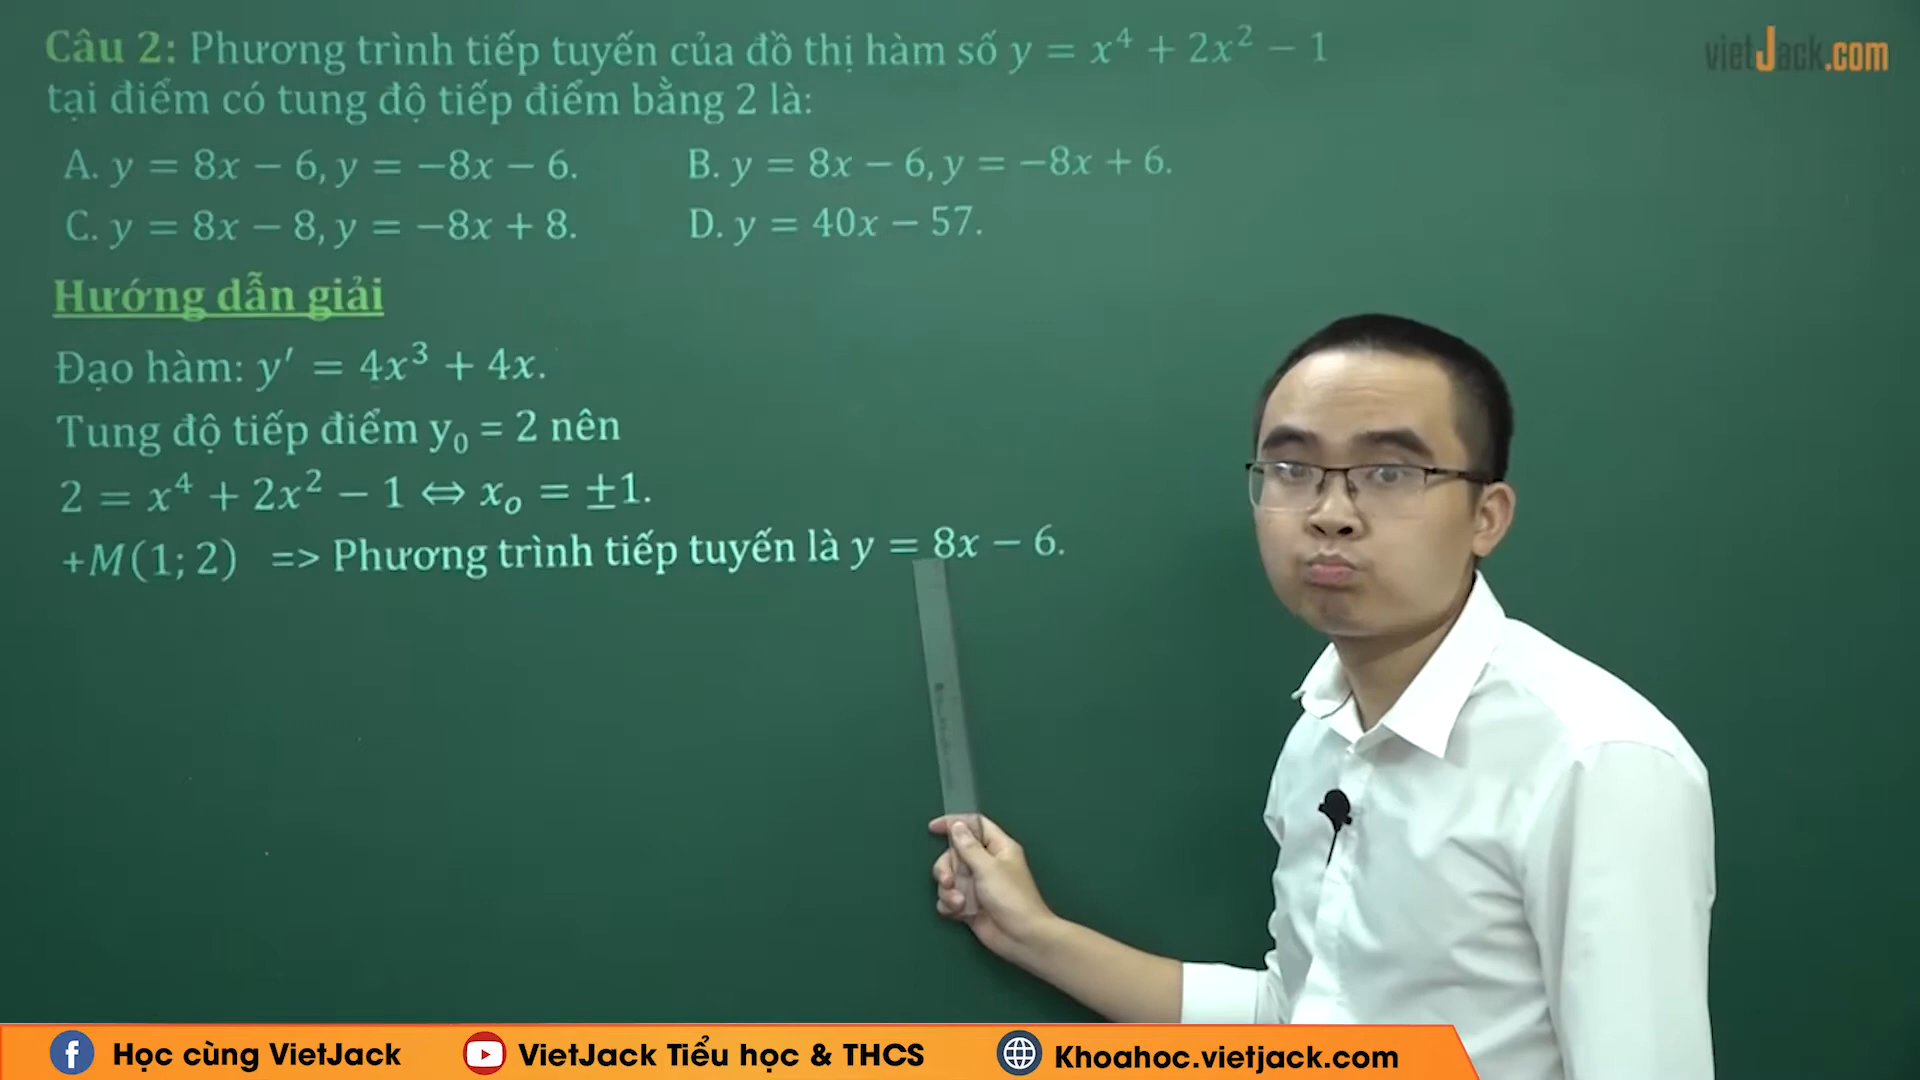 Câu 2: Phương trình tiếp tuyến của đồ thị hàm số y = x⁴ + 2x² − 1
vietJack.com
tại điểm có tung độ tiếp điểm bằng 2 là:
A. y = 8x − 6, y = −8x − 6. B. y = 8x − 6, y = −8x + 6.
C. y = 8x − 8, y = −8x + 8. D. y = 40x − 57.
Hướng dẫn giải
Đạo hàm: y′ = 4x³ + 4x.
Tung độ tiếp điểm y₀ = 2 nên
2 = x⁴ + 2x² − 1 ⇔ xₒ = ±1.
+M(1; 2) => Phương trình tiếp tuyến là y = 8x − 6.
Học cùng VietJack VietJack Tiểu học & THCS Khoahoc.vietjack.com